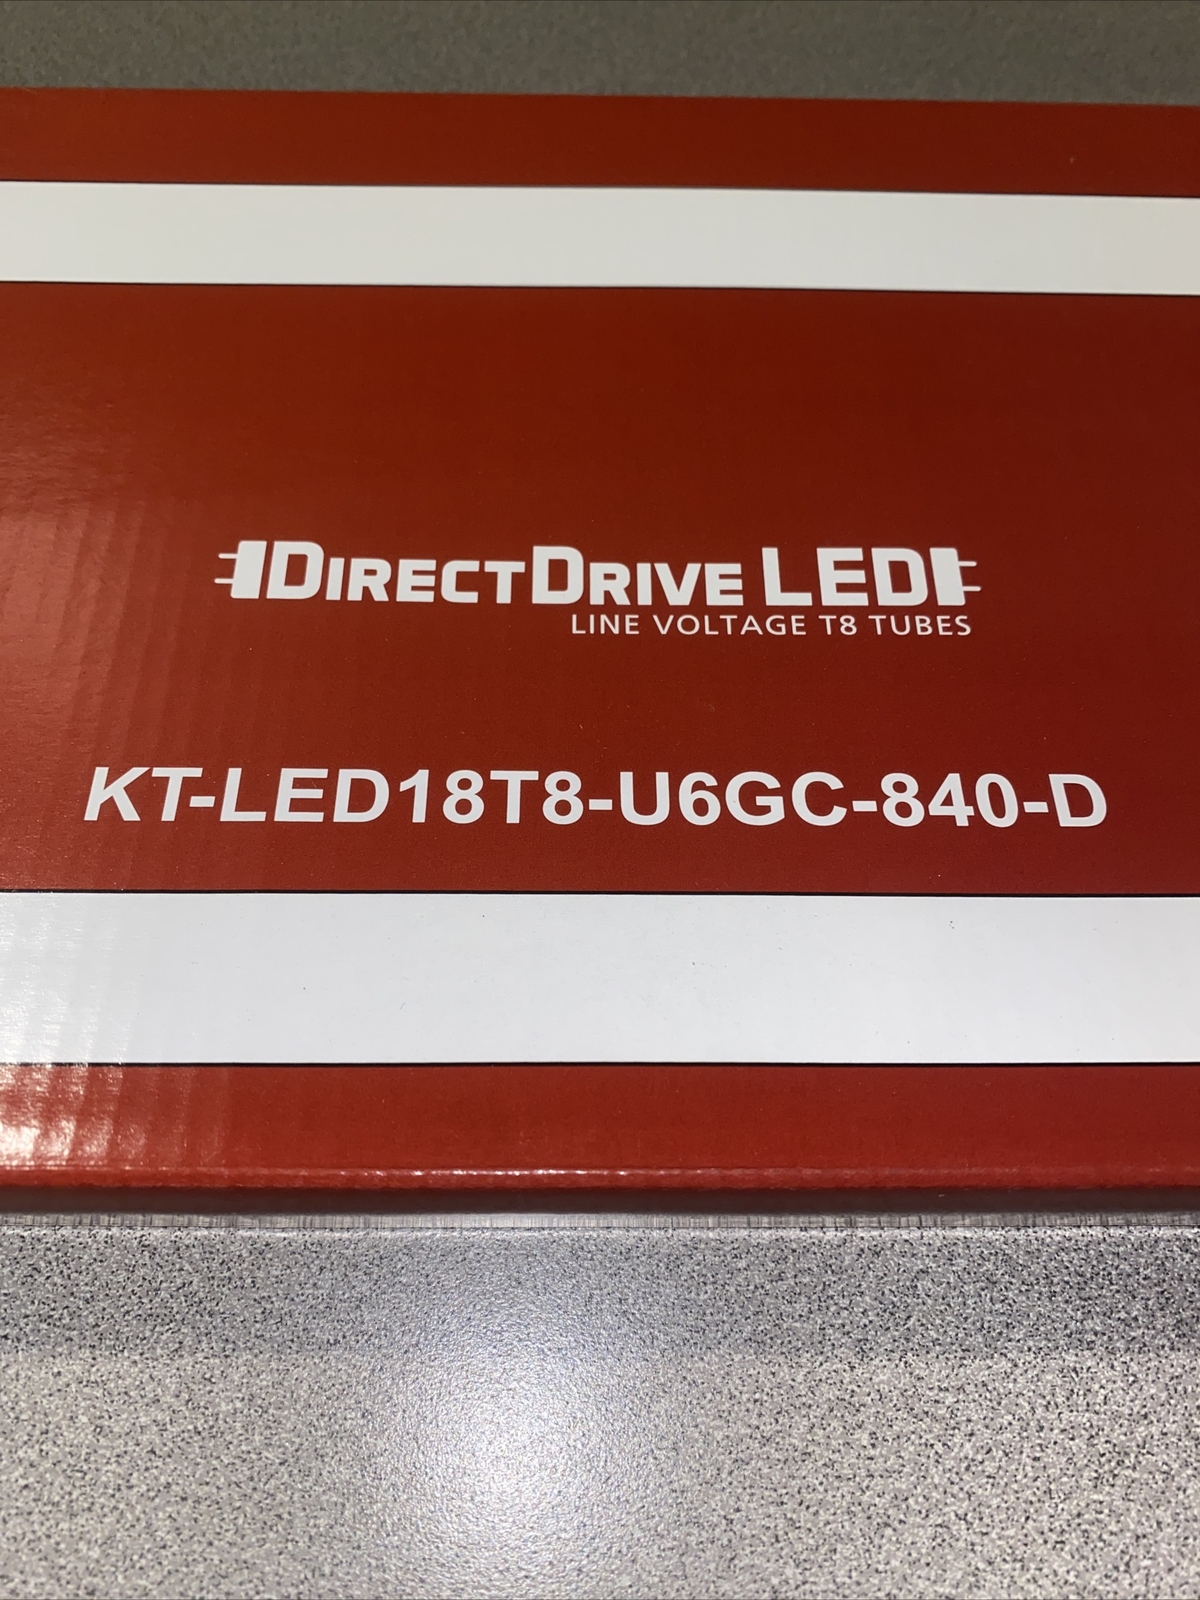 DIRECTDRIVE LED
LINE VOLTAGE T8 TUBES
KT-LED18T8-U6GC-840-D